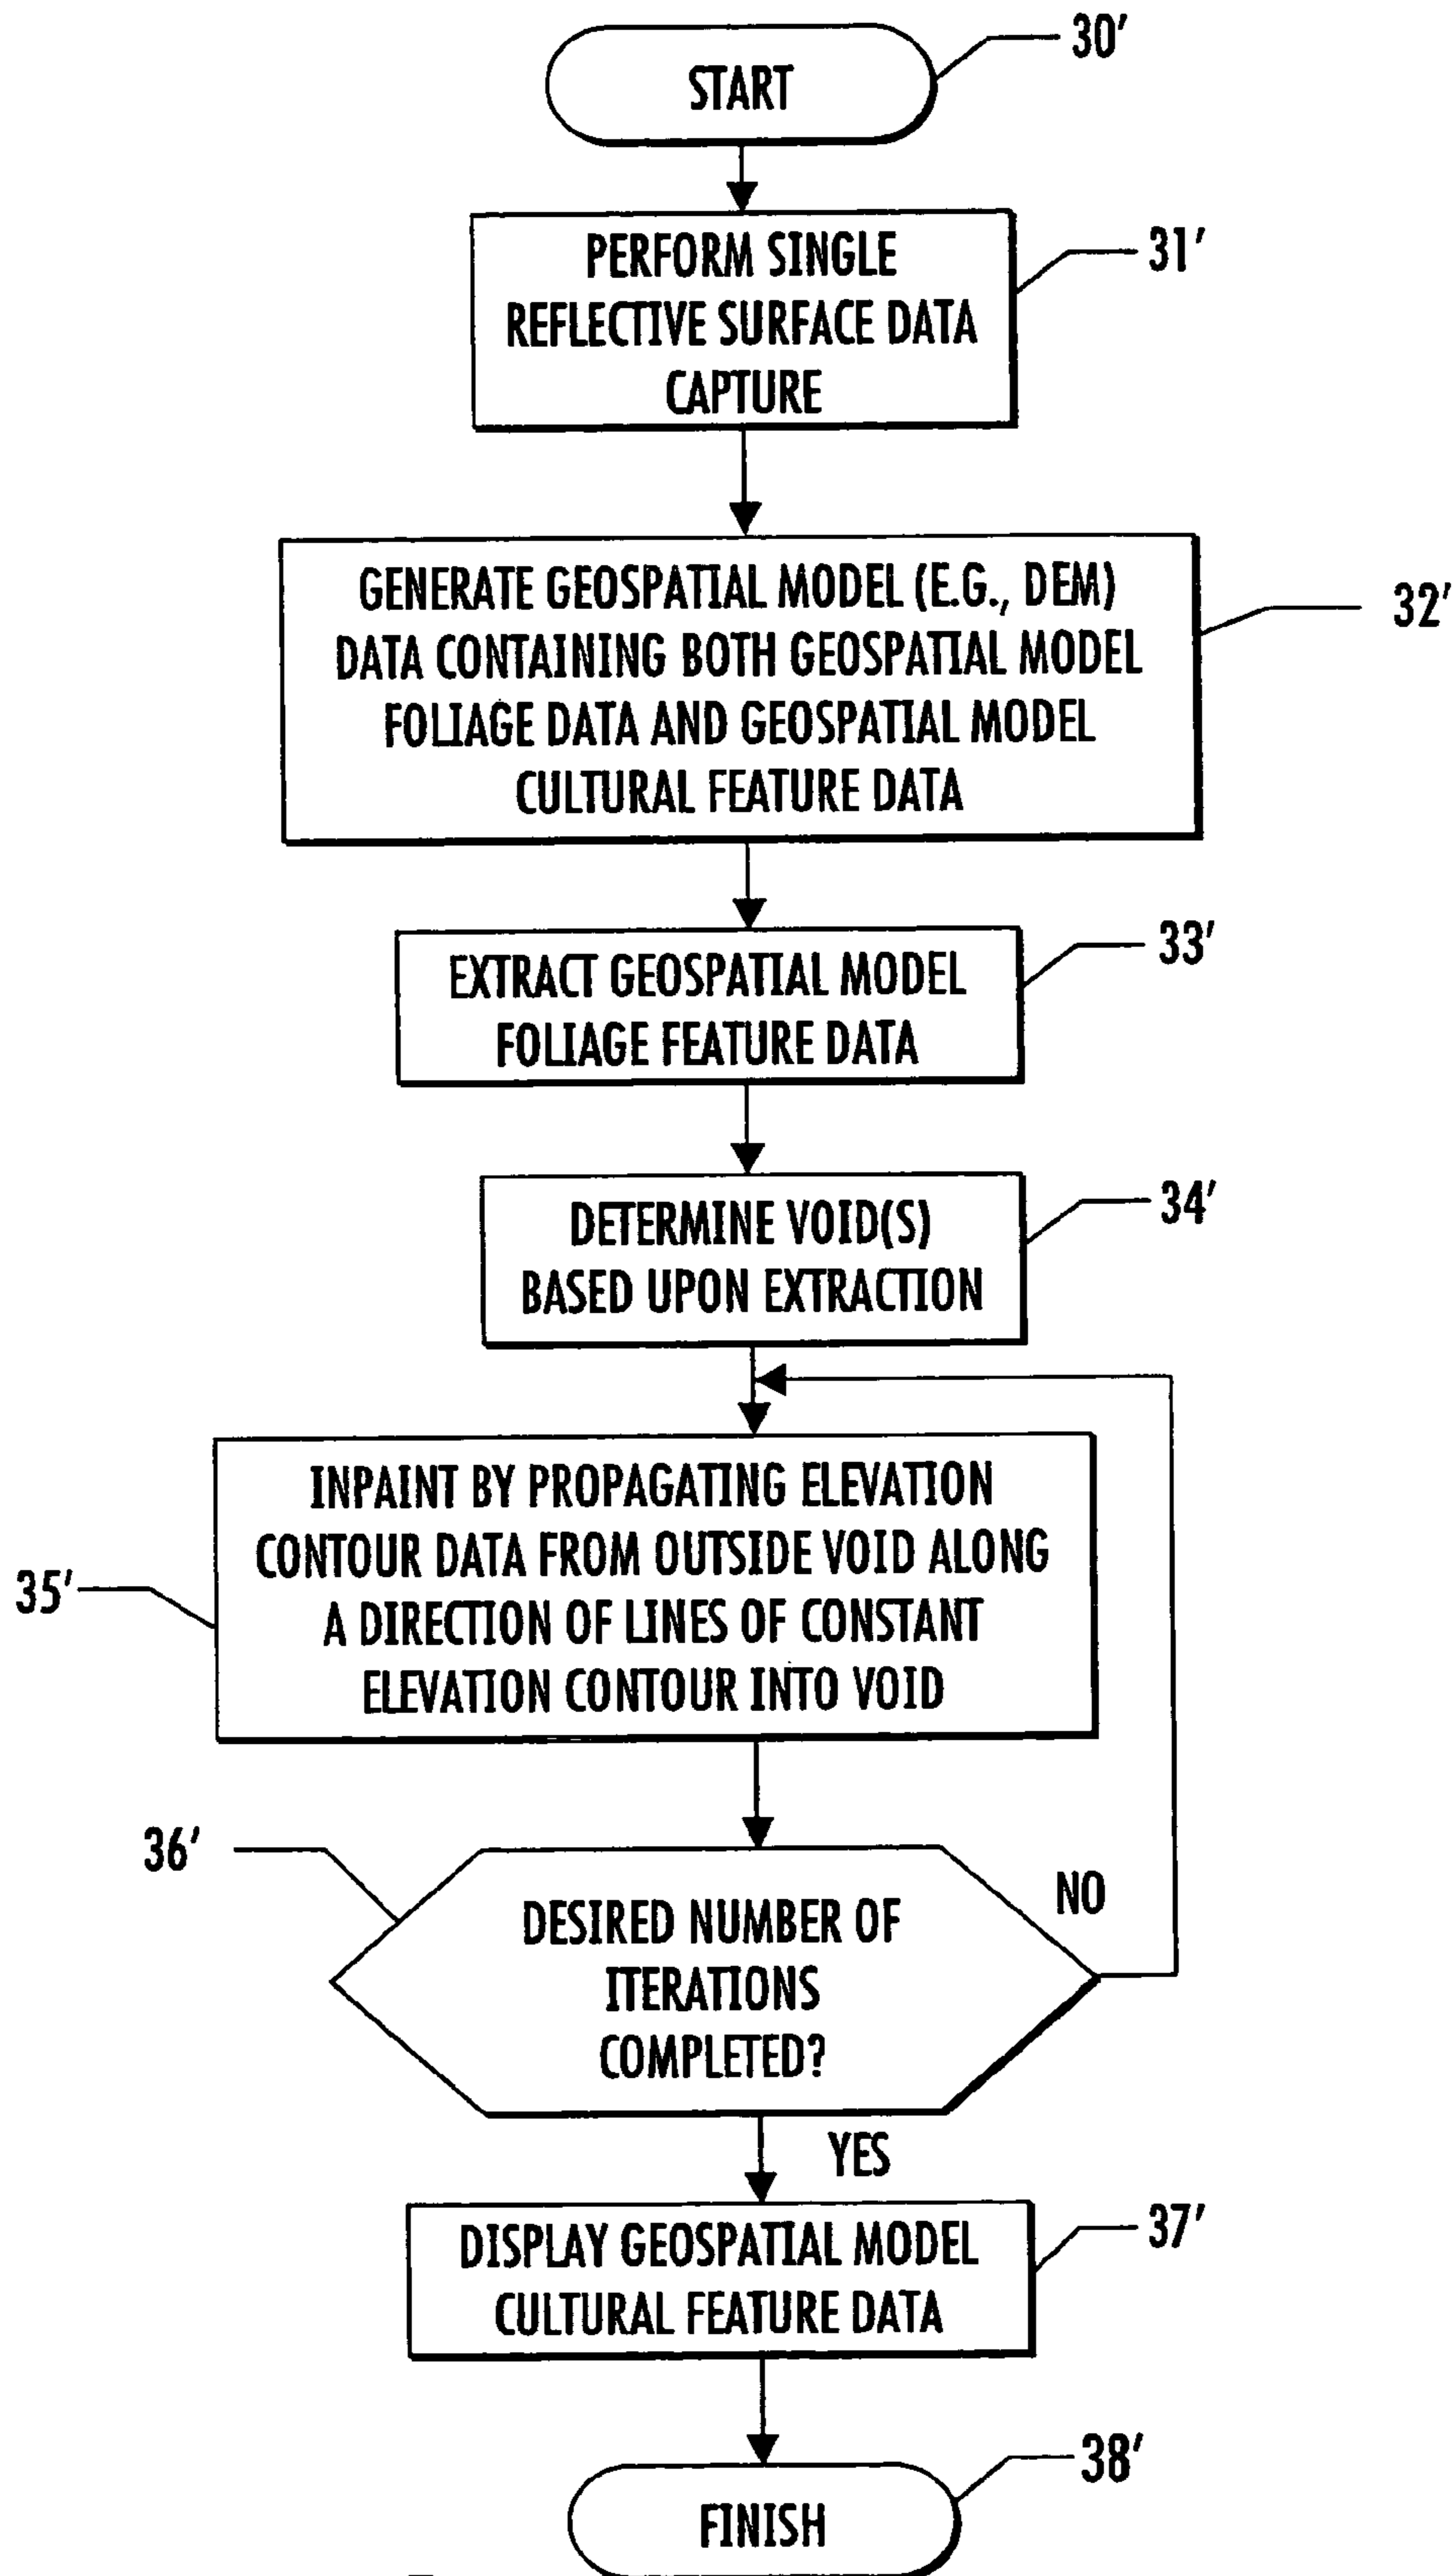 START
30'
PERFORM SINGLE
REFLECTIVE SURFACE DATA
CAPTURE
31'
GENERATE GEOSPATIAL MODEL (E.G., DEM)
DATA CONTAINING BOTH GEOSPATIAL MODEL
FOLIAGE DATA AND GEOSPATIAL MODEL
CULTURAL FEATURE DATA
32'
EXTRACT GEOSPATIAL MODEL
FOLIAGE FEATURE DATA
33'
DETERMINE VOID(S)
BASED UPON EXTRACTION
34'
INPAINT BY PROPAGATING ELEVATION
CONTOUR DATA FROM OUTSIDE VOID ALONG
A DIRECTION OF LINES OF CONSTANT
ELEVATION CONTOUR INTO VOID
35'
36'
DESIRED NUMBER OF
ITERATIONS
COMPLETED?
NO
YES
DISPLAY GEOSPATIAL MODEL
CULTURAL FEATURE DATA
37'
FINISH
38'